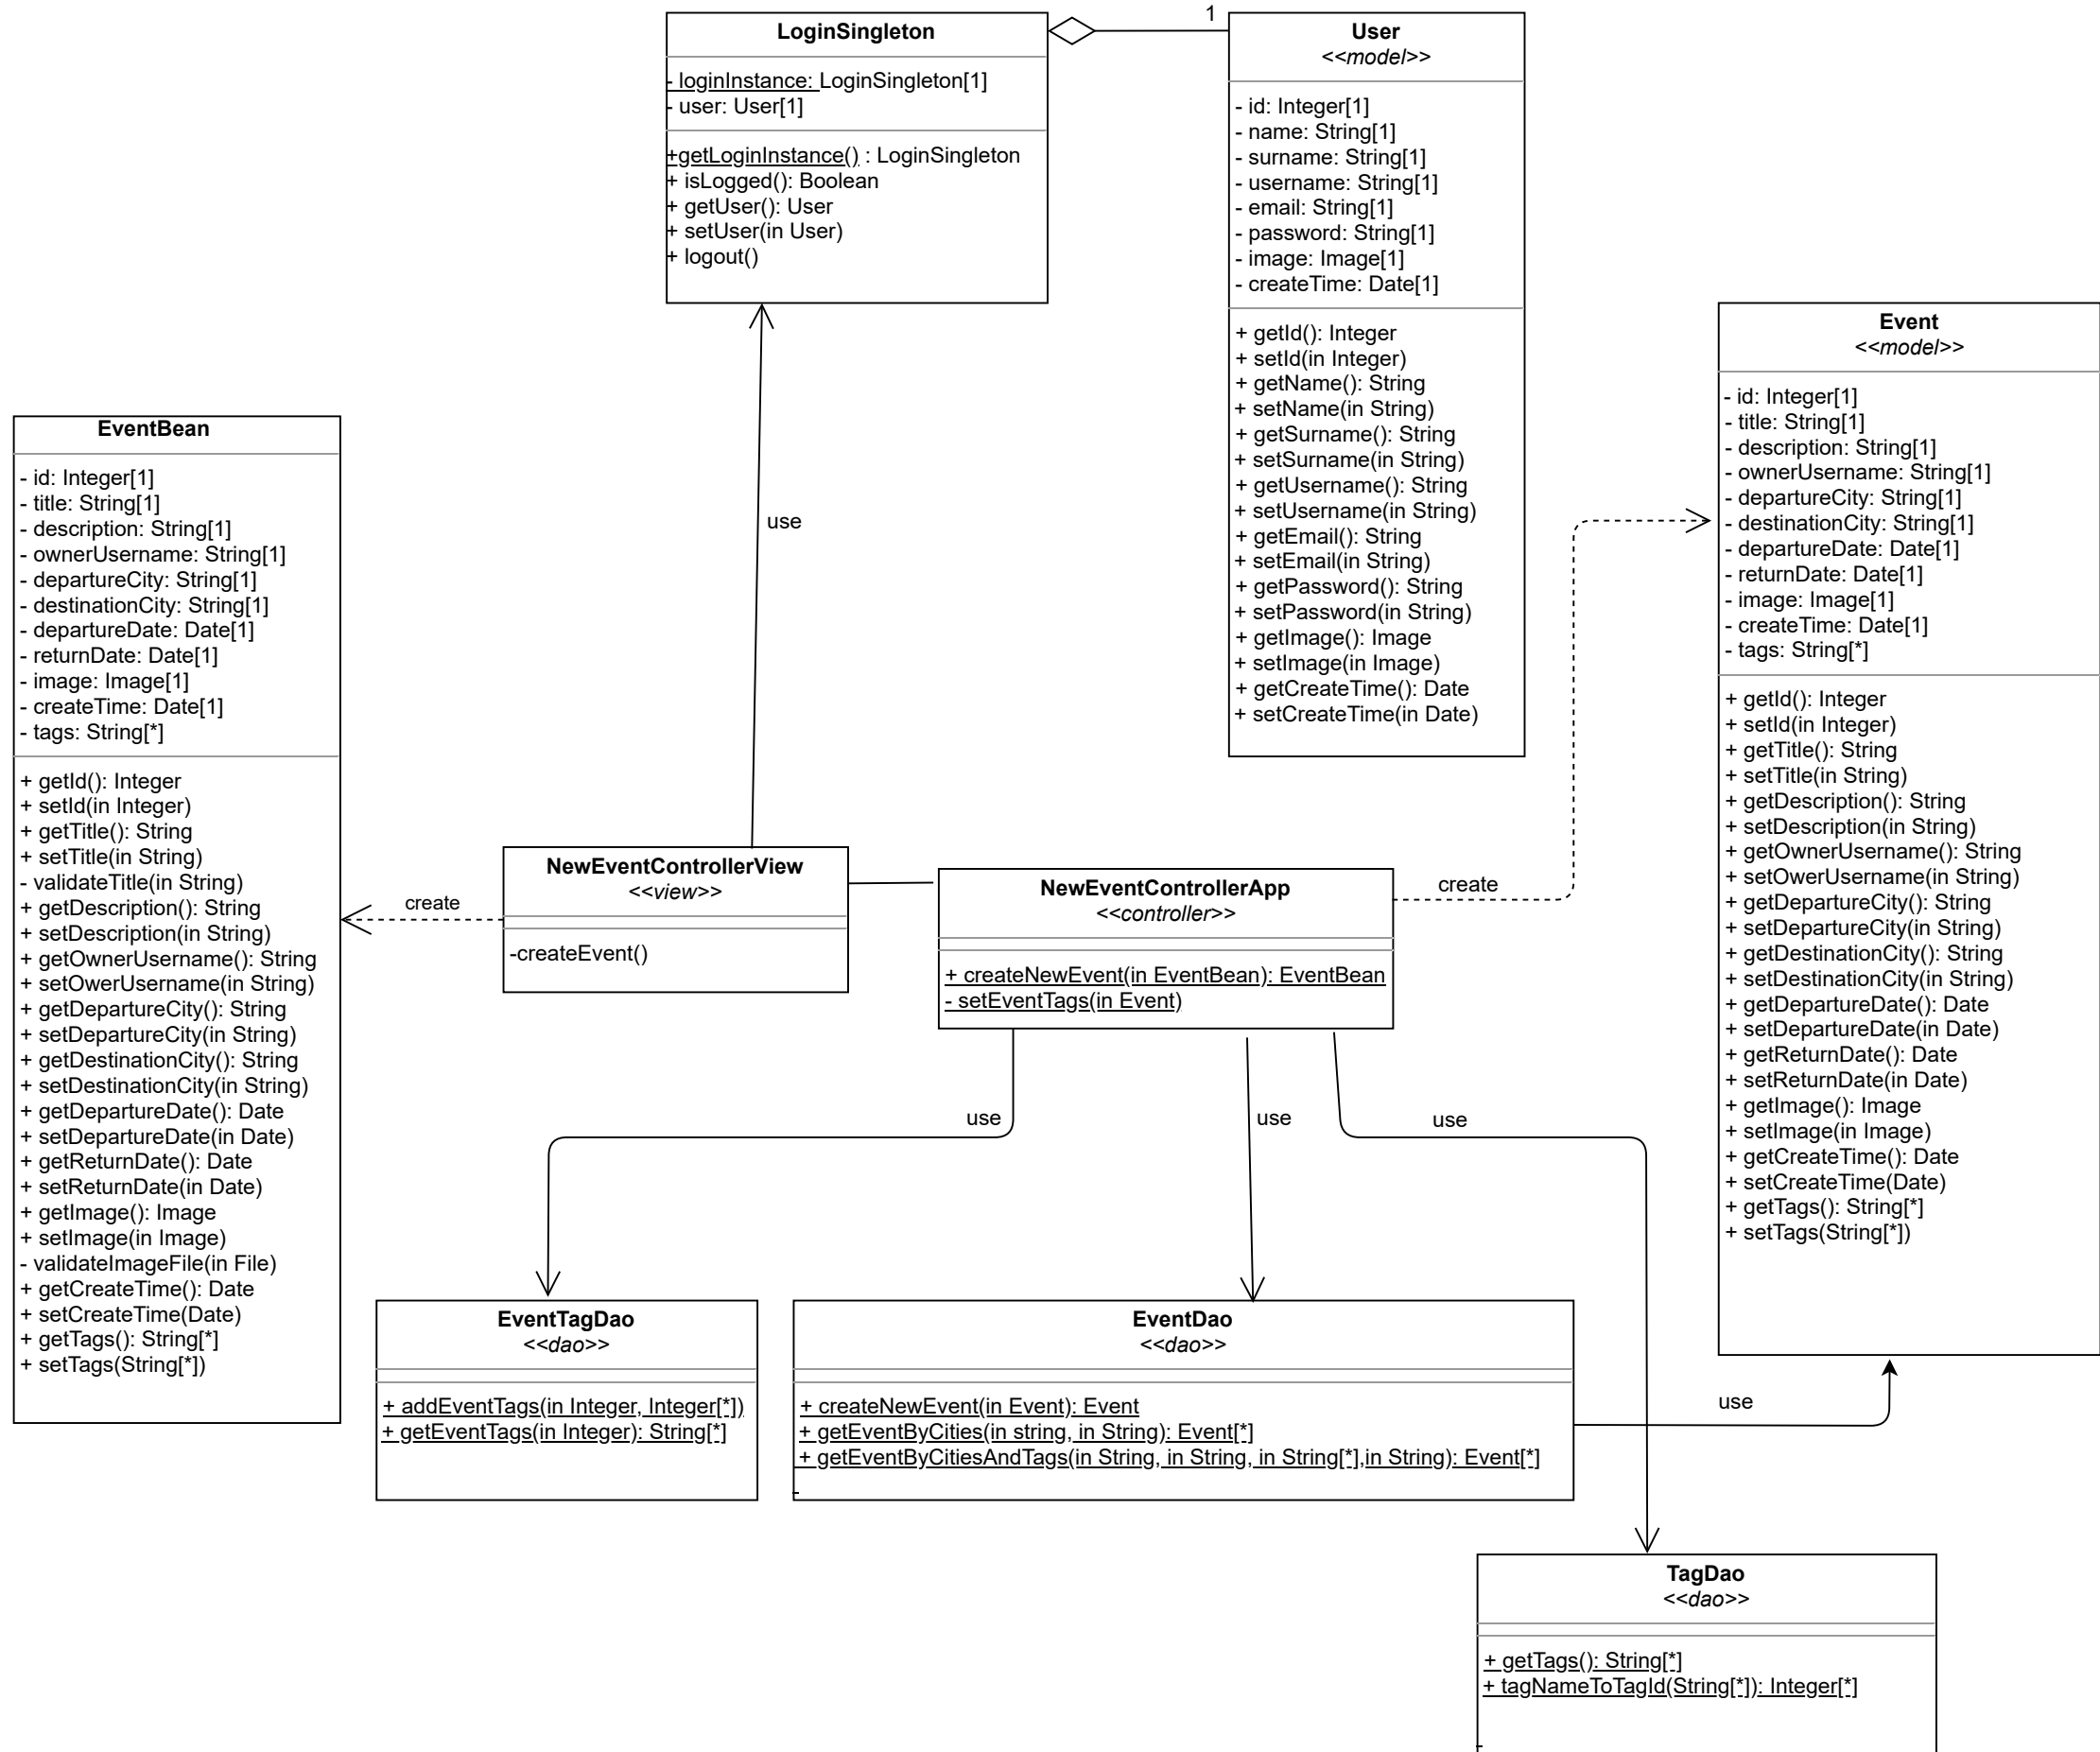 LoginSingleton
- loginInstance: LoginSingleton[1]
- user: User[1]
+getLoginInstance() : LoginSingleton
+ isLogged(): Boolean
+ getUser(): User
+ setUser(in User)
+ logout()
1
User
<<model>>
- id: Integer[1]
- name: String[1]
- surname: String[1]
- username: String[1]
- email: String[1]
- password: String[1]
- image: Image[1]
- createTime: Date[1]
+ getId(): Integer
+ setId(in Integer)
+ getName(): String
+ setName(in String)
+ getSurname(): String
+ setSurname(in String)
+ getUsername(): String
+ setUsername(in String)
+ getEmail(): String
+ setEmail(in String)
+ getPassword(): String
+ setPassword(in String)
+ getImage(): Image
+ setImage(in Image)
+ getCreateTime(): Date
+ setCreateTime(in Date)
Event
<<model>>
- id: Integer[1]
- title: String[1]
- description: String[1]
- ownerUsername: String[1]
- departureCity: String[1]
- destinationCity: String[1]
- departureDate: Date[1]
- returnDate: Date[1]
- image: Image[1]
- createTime: Date[1]
- tags: String[*]
+ getId(): Integer
+ setId(in Integer)
+ getTitle(): String
+ setTitle(in String)
+ getDescription(): String
+ setDescription(in String)
+ getOwnerUsername(): String
+ setOwerUsername(in String)
+ getDepartureCity(): String
+ setDepartureCity(in String)
+ getDestinationCity(): String
+ setDestinationCity(in String)
+ getDepartureDate(): Date
+ setDepartureDate(in Date)
+ getReturnDate(): Date
+ setReturnDate(in Date)
+ getImage(): Image
+ setImage(in Image)
+ getCreateTime(): Date
+ setCreateTime(Date)
+ getTags(): String[*]
+ setTags(String[*])
EventBean
- id: Integer[1]
- title: String[1]
- description: String[1]
- ownerUsername: String[1]
- departureCity: String[1]
- destinationCity: String[1]
- departureDate: Date[1]
- returnDate: Date[1]
- image: Image[1]
- createTime: Date[1]
- tags: String[*]
+ getId(): Integer
+ setId(in Integer)
+ getTitle(): String
+ setTitle(in String)
- validateTitle(in String)
+ getDescription(): String
+ setDescription(in String)
+ getOwnerUsername(): String
+ setOwerUsername(in String)
+ getDepartureCity(): String
+ setDepartureCity(in String)
+ getDestinationCity(): String
+ setDestinationCity(in String)
+ getDepartureDate(): Date
+ setDepartureDate(in Date)
+ getReturnDate(): Date
+ setReturnDate(in Date)
+ getImage(): Image
+ setImage(in Image)
- validateImageFile(in File)
+ getCreateTime(): Date
+ setCreateTime(Date)
+ getTags(): String[*]
+ setTags(String[*])
use
create
NewEventControllerView
<<view>>
-createEvent()
NewEventControllerApp
<<controller>>
+ createNewEvent(in EventBean): EventBean
- setEventTags(in Event)
create
use
use
use
EventTagDao
<<dao>>
+ addEventTags(in Integer, Integer[*])
+ getEventTags(in Integer): String[*]
EventDao
<<dao>>
+ createNewEvent(in Event): Event
+ getEventByCities(in string, in String): Event[*]
+ getEventByCitiesAndTags(in String, in String, in String[*],in String): Event[*]
-
use
TagDao
<<dao>>
+ getTags(): String[*]
+ tagNameToTagId(String[*]): Integer[*]
-